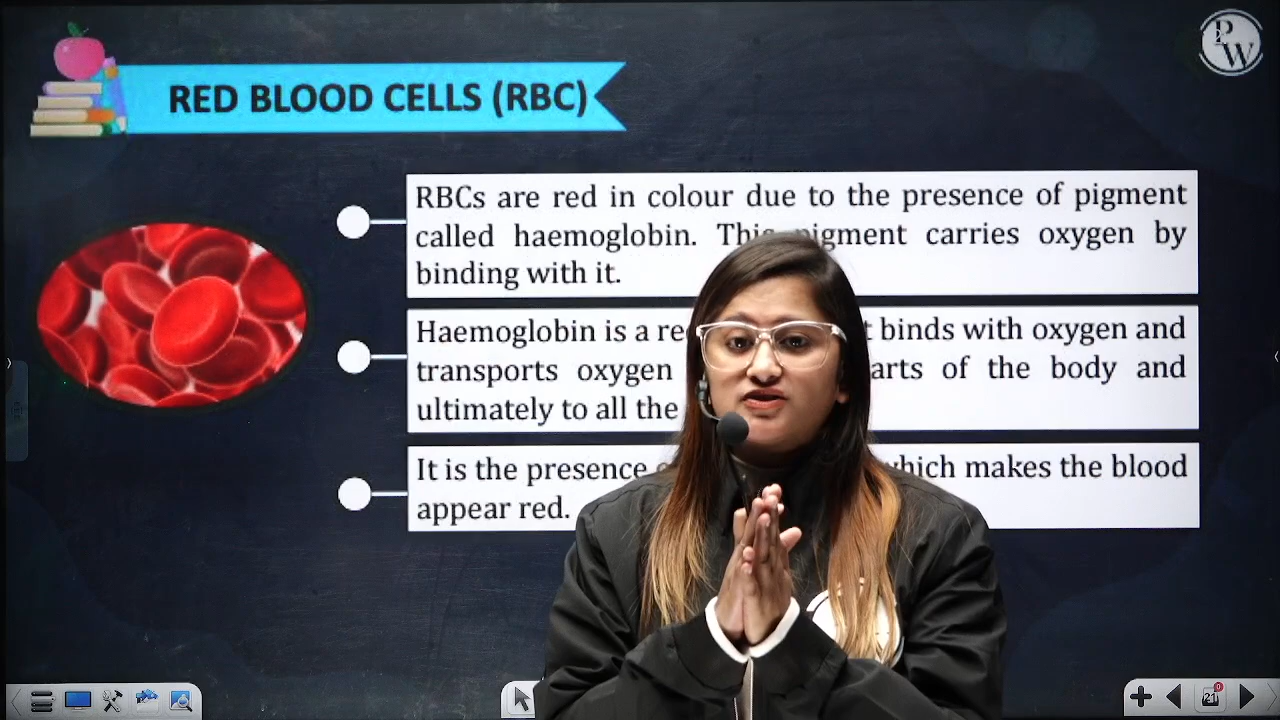 RED BLOOD CELLS (RBC)
PW
RBCs are red in colour due to the presence of pigment
called haemoglobin. This pigment carries oxygen by
binding with it.
Haemoglobin is a binds with oxygen and
transports oxygen of the body and
ultimately to all the
It is the presence which makes the blood
appear red.
21